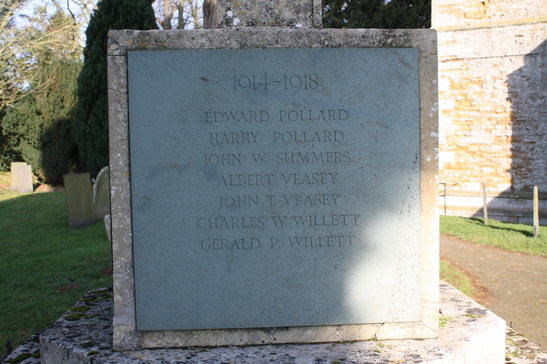 1914-1918
EDWARD POLLARD
HARRY POLLARD
JOHN W. SUMMERS
ALBERT VEASEY
JOHN T. VEASEY
CHARLES W. WILLETT
GERALD P. WILLETT